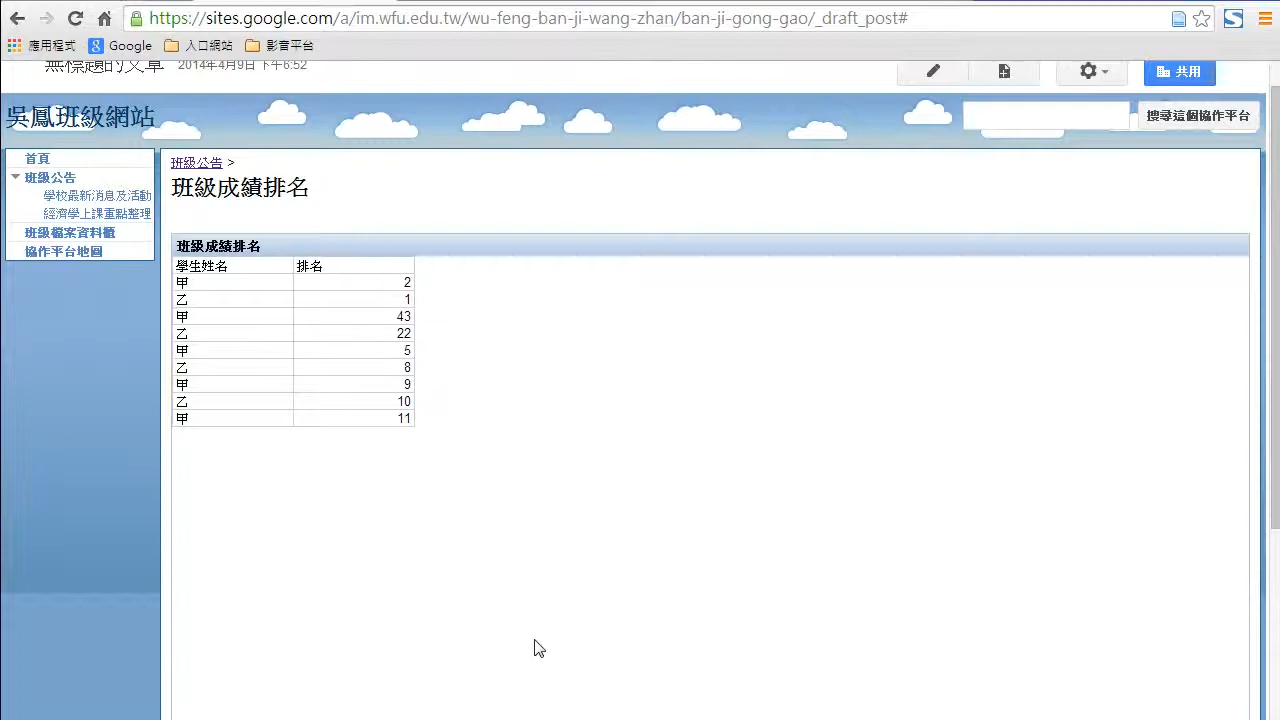 https://sites.google.com/a/im.wfu.edu.tw/wu-feng-ban-ji-wang-zhan/ban-ji-gong-gao/_draft_post#
應用程式 Google 入口網站 影音平台
無標題的文章 2014年4月9日 下午6:52
共用
吳鳳班級網站
搜尋這個協作平台
首頁
班級公告
學校最新消息及活動
經濟學上課重點整理
班級檔案資料櫃
協作平台地圖
班級公告 >
班級成績排名
班級成績排名
學生姓名 排名
甲 2
乙 1
甲 43
乙 22
甲 5
乙 8
甲 9
乙 10
甲 11